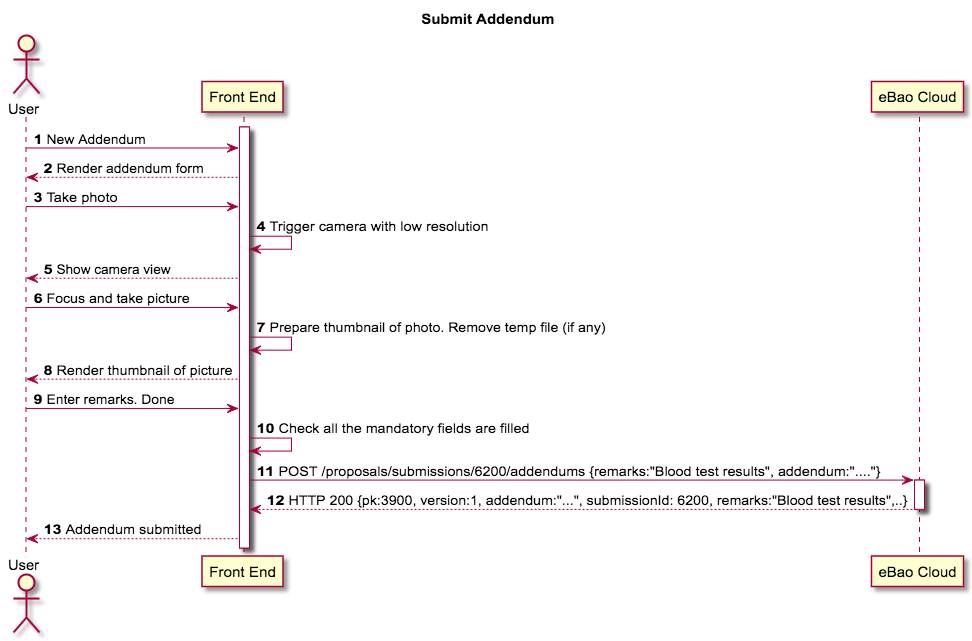 Submit Addendum
User
Front End
eBao Cloud
1 New Addendum
2 Render addendum form
3 Take photo
4 Trigger camera with low resolution
5 Show camera view
6 Focus and take picture
7 Prepare thumbnail of photo. Remove temp file (if any)
8 Render thumbnail of picture
9 Enter remarks. Done
10 Check all the mandatory fields are filled
11 POST /proposals/submissions/6200/addendums {remarks:"Blood test results", addendum:"...."}
12 HTTP 200 {pk:3900, version:1, addendum:"...", submissionId: 6200, remarks:"Blood test results",..}
13 Addendum submitted
User
Front End
eBao Cloud